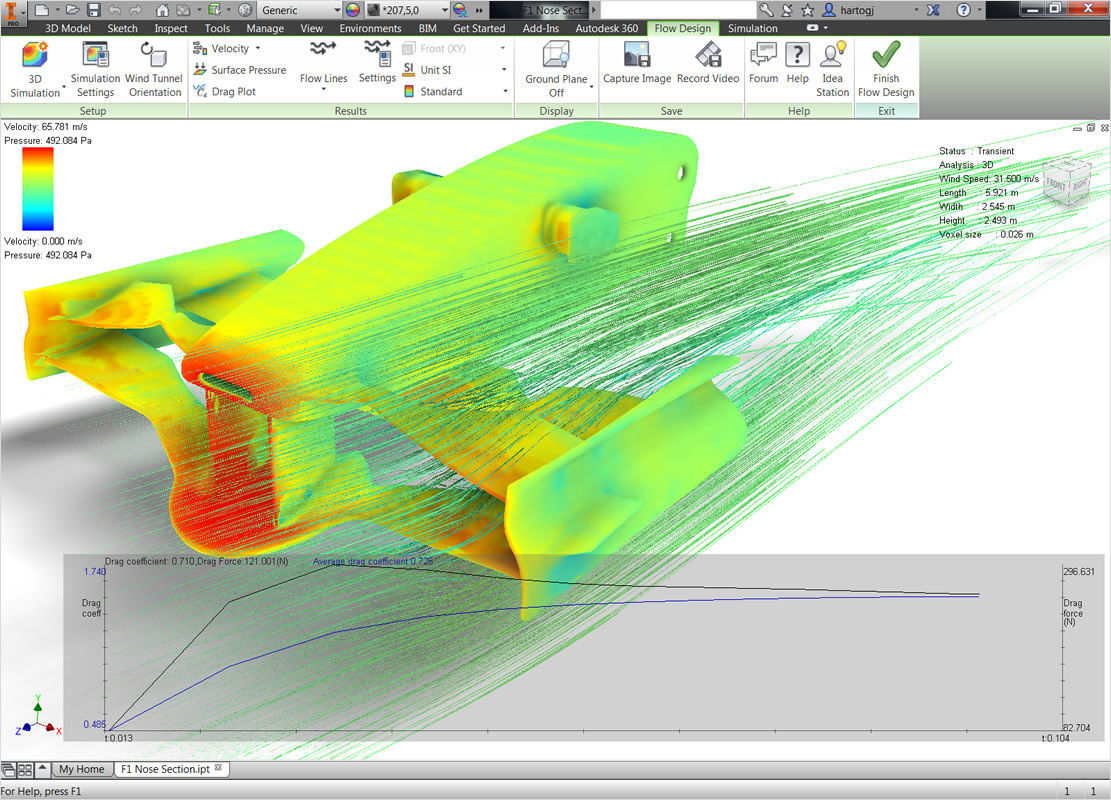 PRO
Generic
*207,5,0
F1 Nose Sect
hartogj
3D Model Sketch Inspect Tools Manage View Environments BIM Get Started Add-Ins Autodesk 360 Flow Design Simulation
3D Simulation
Simulation Settings
Wind Tunnel Orientation
Velocity
Surface Pressure
Drag Plot
Flow Lines
Settings
Front (XY)
Unit SI
Standard
Ground Plane Off
Capture Image
Record Video
Forum
Help
Idea Station
Finish Flow Design
Setup Results Display Save Help Exit
Velocity: 65.781 m/s
Pressure: 492.084 Pa
Velocity: 0.000 m/s
Pressure: 492.084 Pa
Status : Transient
Analysis : 3D
Wind Speed: 31.500 m/s
Length : 5.921 m
Width : 2.545 m
Height : 2.493 m
Voxel size : 0.026 m
FRONT RIGHT
Drag coefficient: 0.710,Drag Force:121.001(N) Average drag coefficient 0.726
1.740
296.631
Drag
coeff
Drag
force
(N)
0.485
82.704
t:0.013
t:0.104
Y
Z
X
My Home F1 Nose Section.ipt
For Help, press F1
1 1